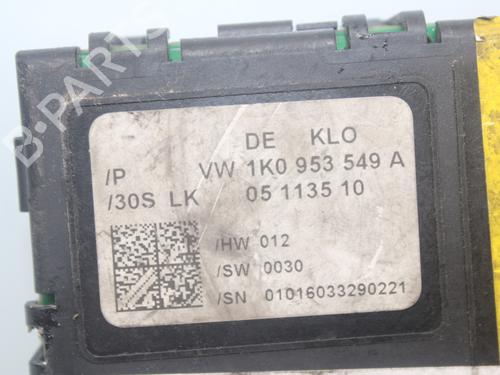 DE KLO
/P VW 1K0 953 549 A
/30S LK 05 1135 10
/HW 012
/SW 0030
/SN 01016033290221
B-PARTS